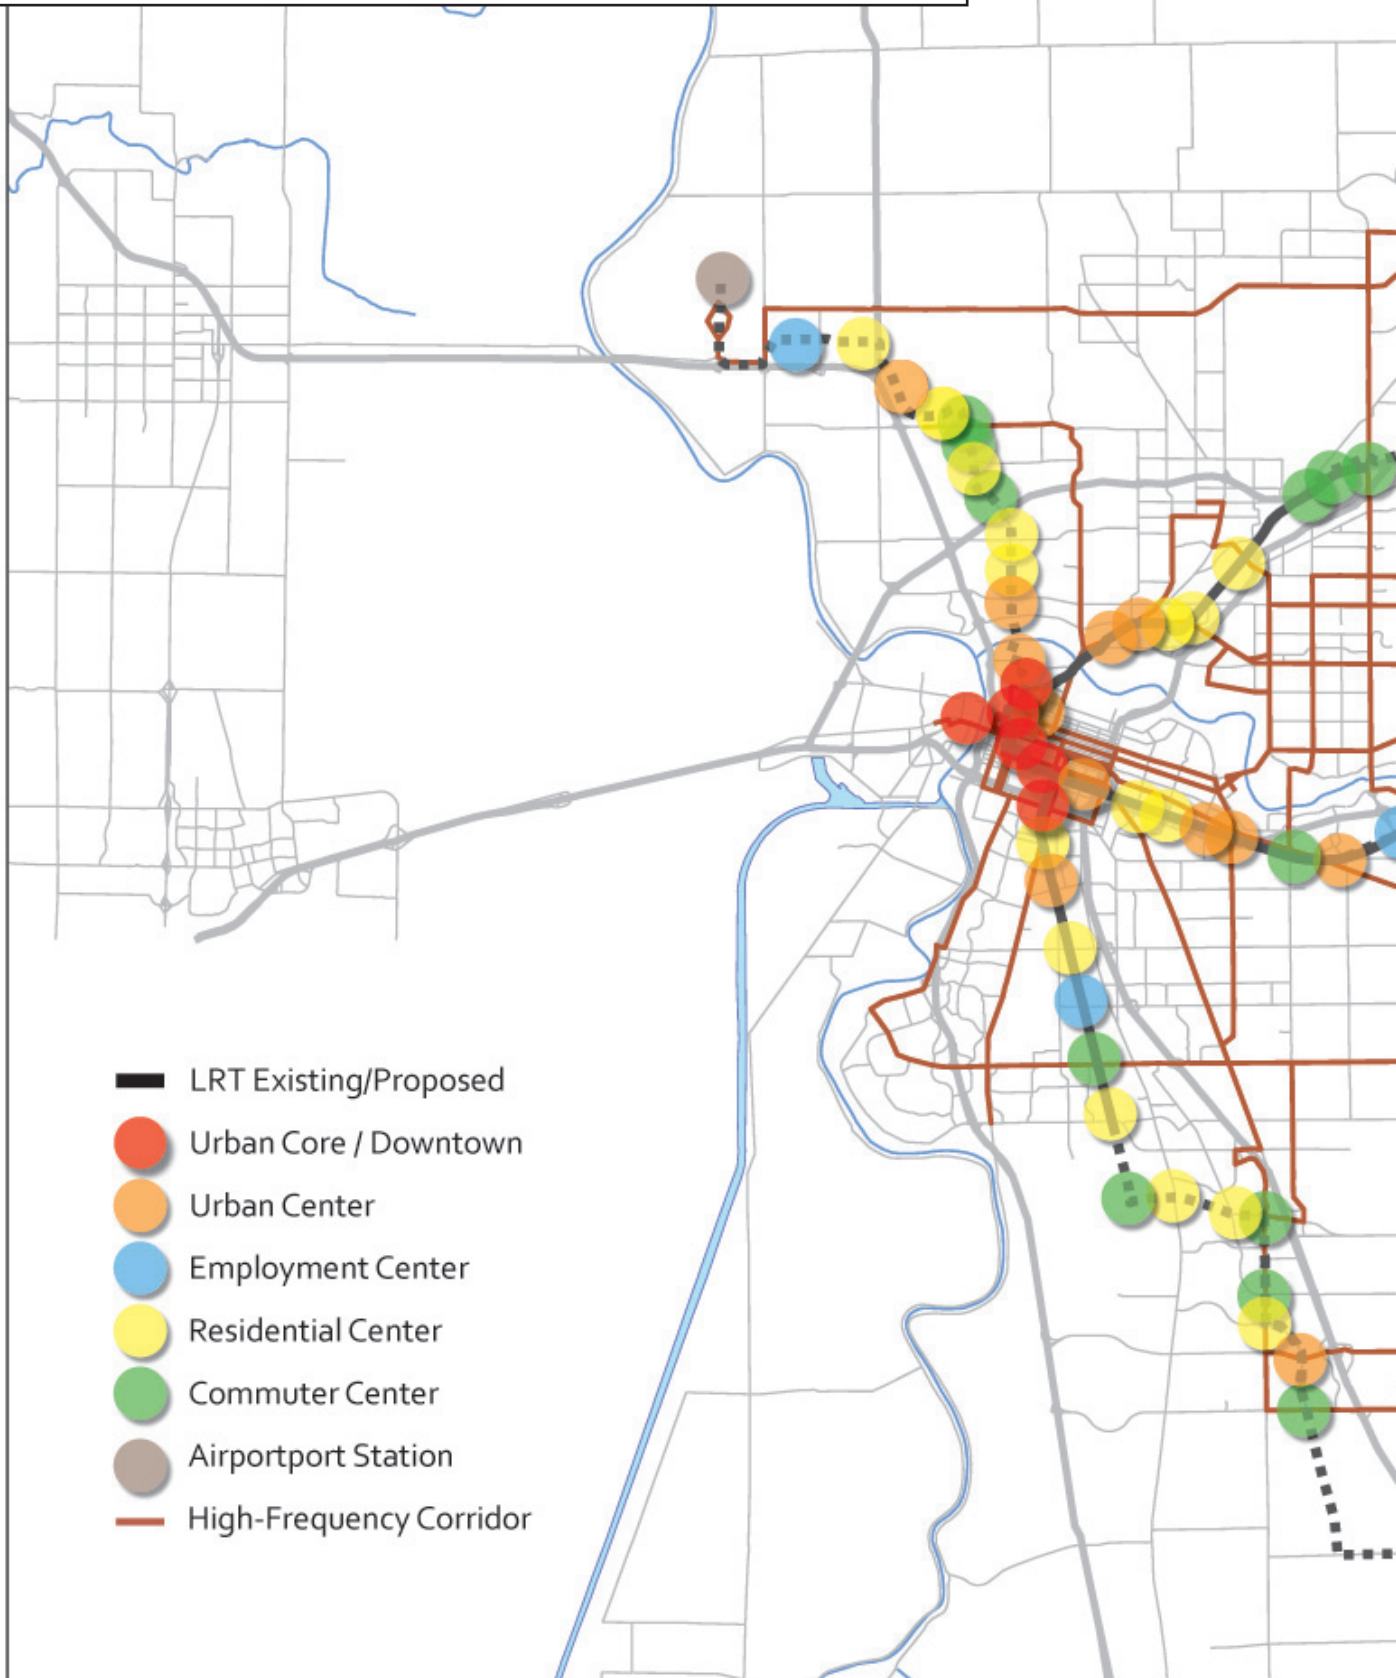 LRT Existing/Proposed
Urban Core / Downtown
Urban Center
Employment Center
Residential Center
Commuter Center
Airportport Station
High-Frequency Corridor